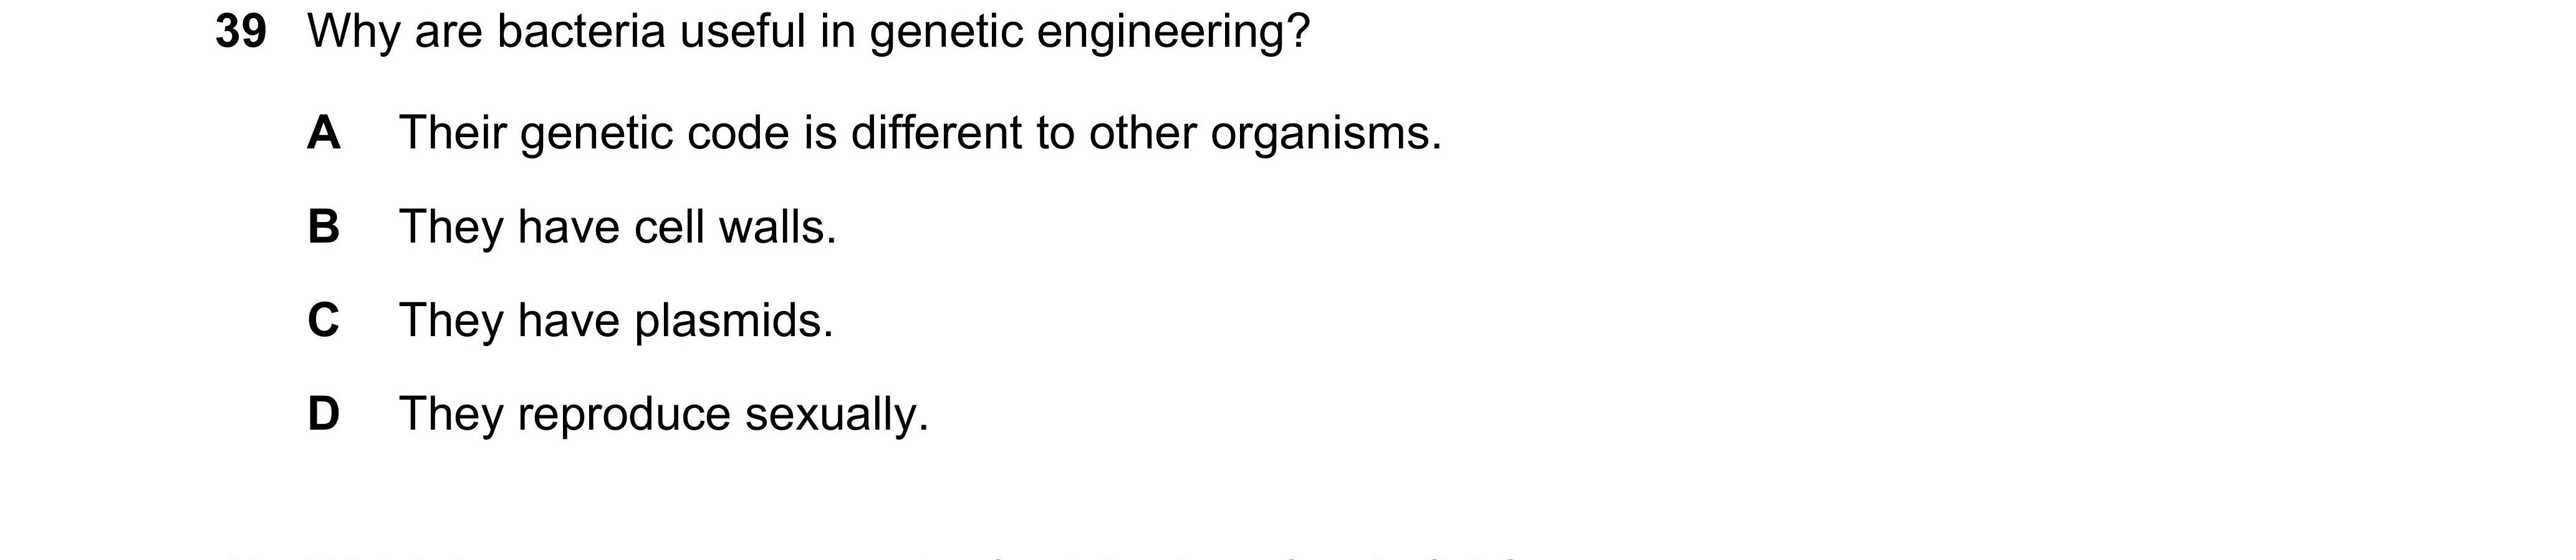 39 Why are bacteria useful in genetic engineering?
A Their genetic code is different to other organisms.
B They have cell walls.
C They have plasmids.
D They reproduce sexually.